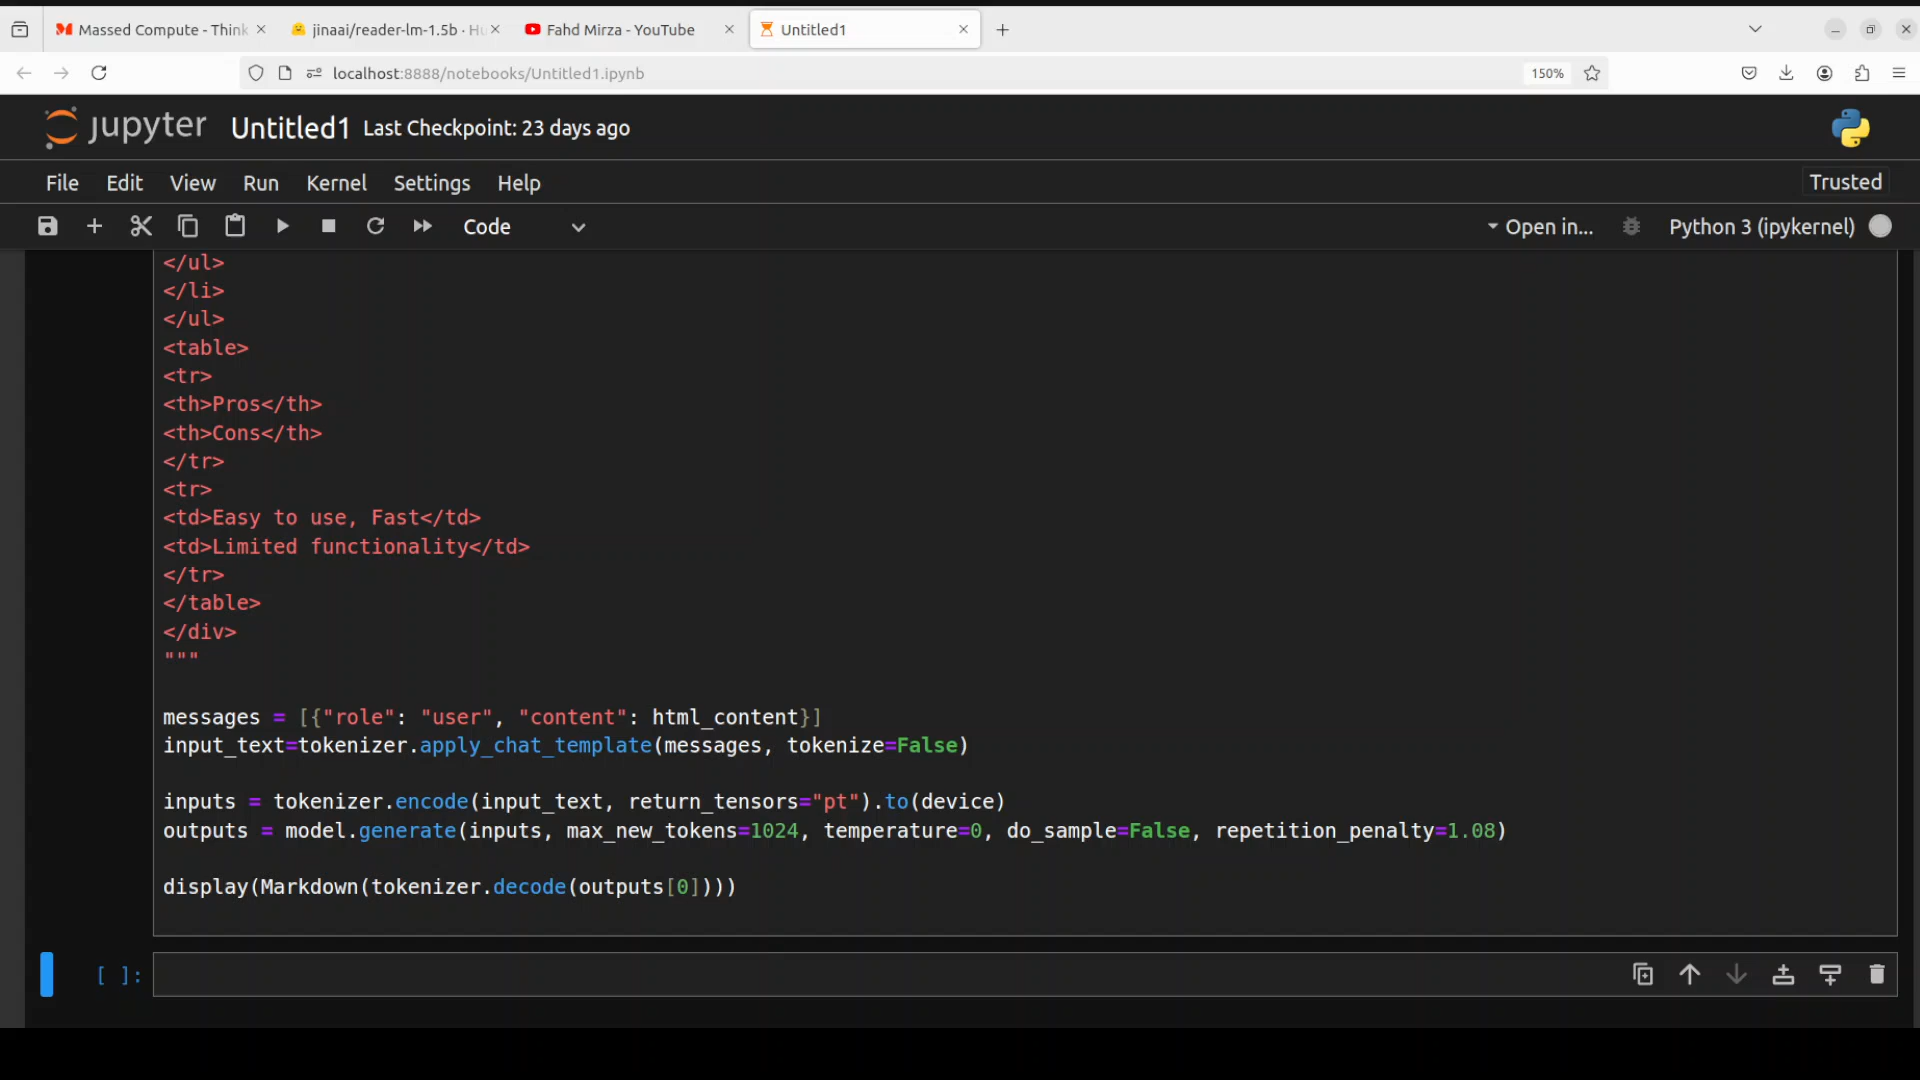 Massed Compute - Think
jinaai/reader-lm-1.5b · Hu
Fahd Mirza - YouTube
Untitled1
localhost:8888/notebooks/Untitled1.ipynb
150%
jupyter
Untitled1
Last Checkpoint: 23 days ago
File
Edit
View
Run
Kernel
Settings
Help
Trusted
Code
Open in...
Python 3 (ipykernel)
</ul>
</li>
</ul>
<table>
<tr>
<th>Pros</th>
<th>Cons</th>
</tr>
<tr>
<td>Easy to use, Fast</td>
<td>Limited functionality</td>
</tr>
</table>
</div>
"""
messages = [{"role": "user", "content": html_content}]
input_text=tokenizer.apply_chat_template(messages, tokenize=False)
inputs = tokenizer.encode(input_text, return_tensors="pt").to(device)
outputs = model.generate(inputs, max_new_tokens=1024, temperature=0, do_sample=False, repetition_penalty=1.08)
display(Markdown(tokenizer.decode(outputs[0])))
[ ]: